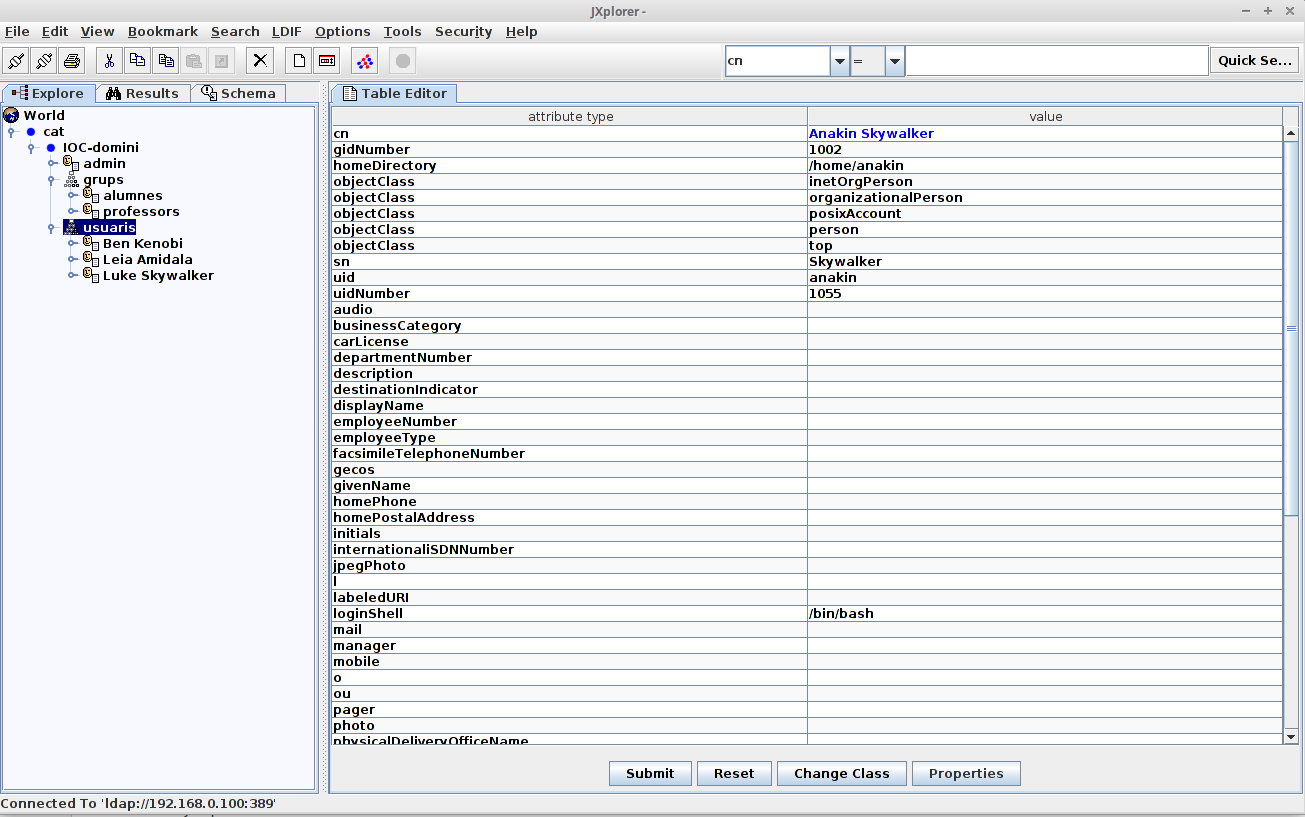 JXplorer -
File Edit View Bookmark Search LDIF Options Tools Security Help
cn = Quick Se...
Explore Results Schema
Table Editor
World
cat
IOC-domini
admin
grups
alumnes
professors
usuaris
Ben Kenobi
Leia Amidala
Luke Skywalker
attribute type value
cn Anakin Skywalker
gidNumber 1002
homeDirectory /home/anakin
objectClass inetOrgPerson
objectClass organizationalPerson
objectClass posixAccount
objectClass person
objectClass top
sn Skywalker
uid anakin
uidNumber 1055
audio
businessCategory
carLicense
departmentNumber
description
destinationIndicator
displayName
employeeNumber
employeeType
facsimileTelephoneNumber
gecos
givenName
homePhone
homePostalAddress
initials
internationaliSDNNumber
jpegPhoto
l
labeledURI
loginShell /bin/bash
mail
manager
mobile
o
ou
pager
photo
physicalDeliveryOfficeName
Submit Reset Change Class Properties
Connected To 'ldap://192.168.0.100:389'